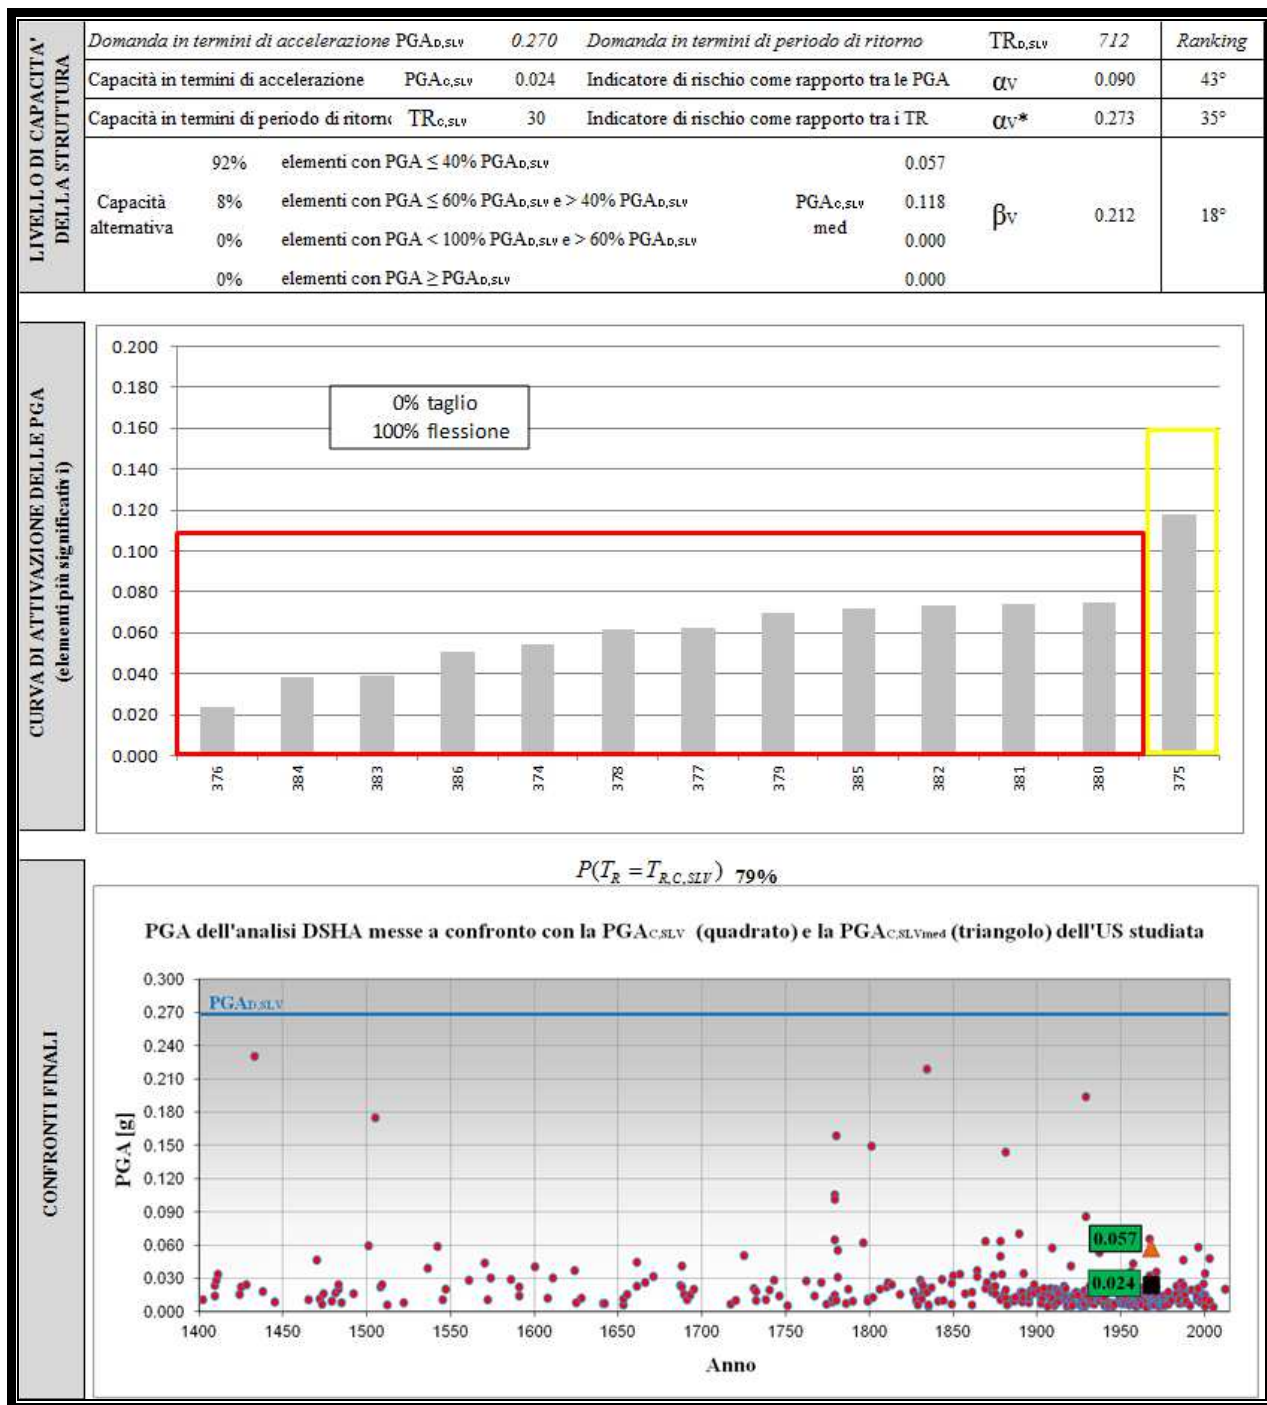 LIVELLO DI CAPACITA'
DELLA STRUTTURA
Domanda in termini di accelerazione PGAD,SLV 0.270 Domanda in termini di periodo di ritorno TRD,SLV 712 Ranking
Capacità in termini di accelerazione PGAC,SLV 0.024 Indicatore di rischio come rapporto tra le PGA αV 0.090 43°
Capacità in termini di periodo di ritorno TRC,SLV 30 Indicatore di rischio come rapporto tra i TR αV* 0.273 35°
Capacità
alternativa
92% elementi con PGA ≤ 40% PGAD,SLV 0.057
8% elementi con PGA ≤ 60% PGAD,SLV e > 40% PGAD,SLV 0.118
0% elementi con PGA < 100% PGAD,SLV e > 60% PGAD,SLV 0.000
0% elementi con PGA ≥ PGAD,SLV 0.000
PGAC,SLV
med
βV 0.212 18°
CURVA DI ATTIVAZIONE DELLE PGA
(elementi più significativi)
0.200
0.180
0.160
0.140
0.120
0.100
0.080
0.060
0.040
0.020
0.000
0% taglio
100% flessione
376 384 383 386 374 378 377 379 385 382 381 380 375
CONFRONTI FINALI
P(TR = TR,C,SLV) 79%
PGA dell'analisi DSHA messe a confronto con la PGAC,SLV (quadrato) e la PGAC,SLVmed (triangolo) dell'US studiata
PGA [g]
0.300
0.270
0.240
0.210
0.180
0.150
0.120
0.090
0.060
0.030
0.000
PGAD,SLV
0.057
0.024
1400 1450 1500 1550 1600 1650 1700 1750 1800 1850 1900 1950 2000
Anno